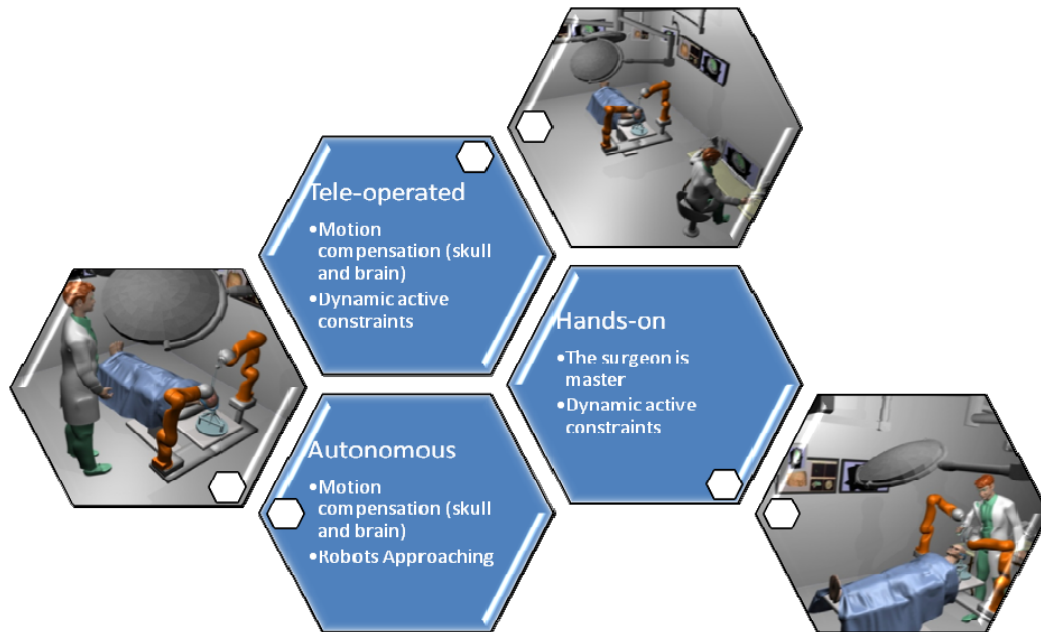 Tele-operated
•Motion
compensation (skull
and brain)
•Dynamic active
constraints
Hands-on
•The surgeon is
master
•Dynamic active
constraints
Autonomous
•Motion
compensation (skull
and brain)
•Robots Approaching